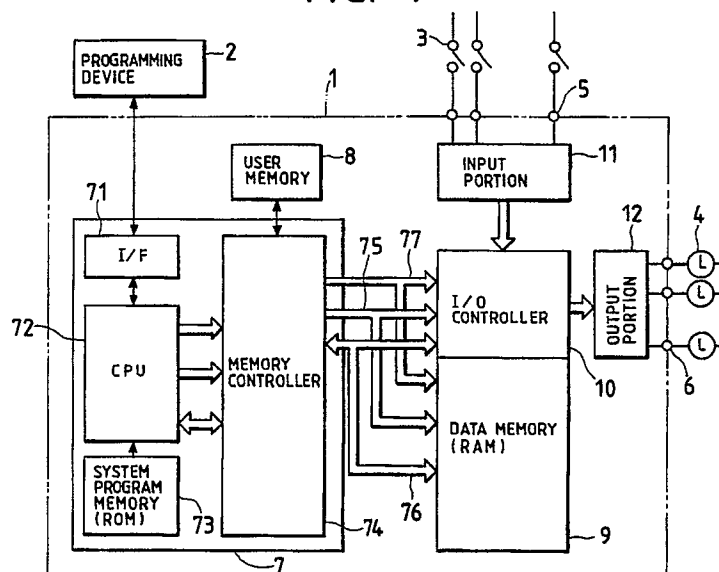 PROGRAMMING
DEVICE
2
3
1
5
8
USER
MEMORY
INPUT
PORTION
11
71
I/F
75
77
12
4
72
CPU
MEMORY
CONTROLLER
I/O
CONTROLLER
OUTPUT
PORTION
L
L
L
10
6
SYSTEM
PROGRAM
MEMORY
(ROM)
73
74
DATA MEMORY
(RAM)
76
7
9